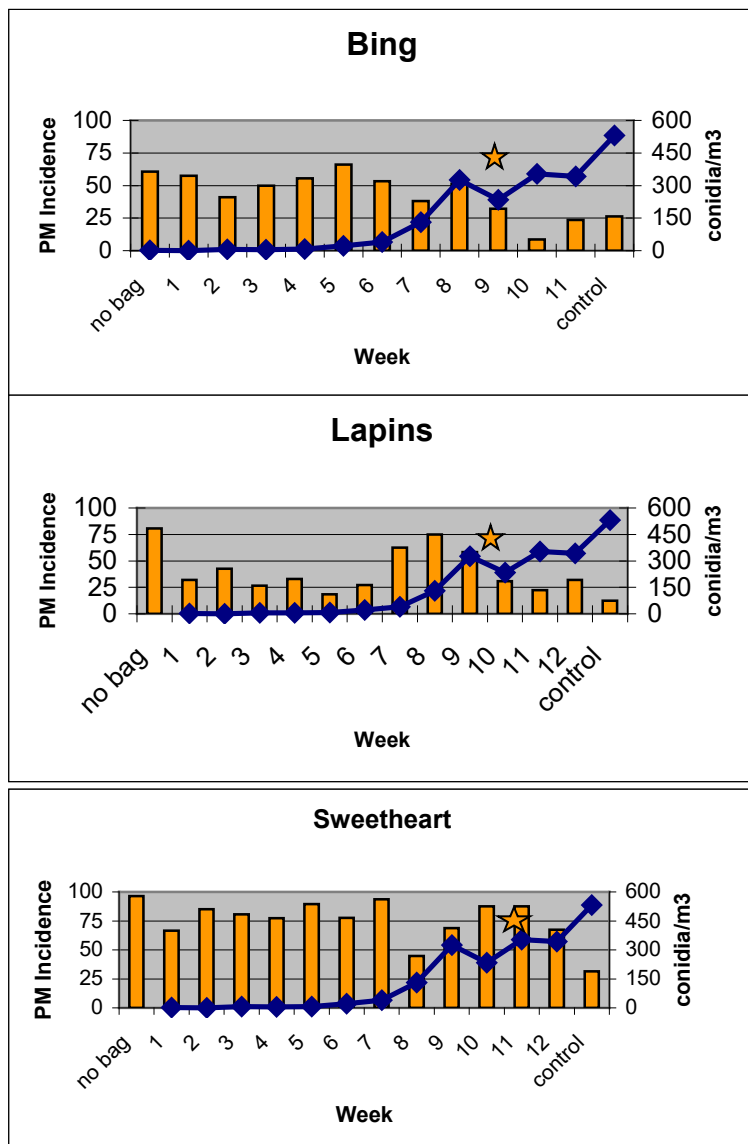 Bing
100
75
50
25
0
PM Incidence
600
450
300
150
0
conidia/m3
no bag 1 2 3 4 5 6 7 8 9 10 11 control
Week
Lapins
100
75
50
25
0
PM Incidence
600
450
300
150
0
conidia/m3
no bag 1 2 3 4 5 6 7 8 9 10 11 12 control
Week
Sweetheart
100
75
50
25
0
PM Incidence
600
450
300
150
0
conidia/m3
no bag 1 2 3 4 5 6 7 8 9 10 11 12 control
Week